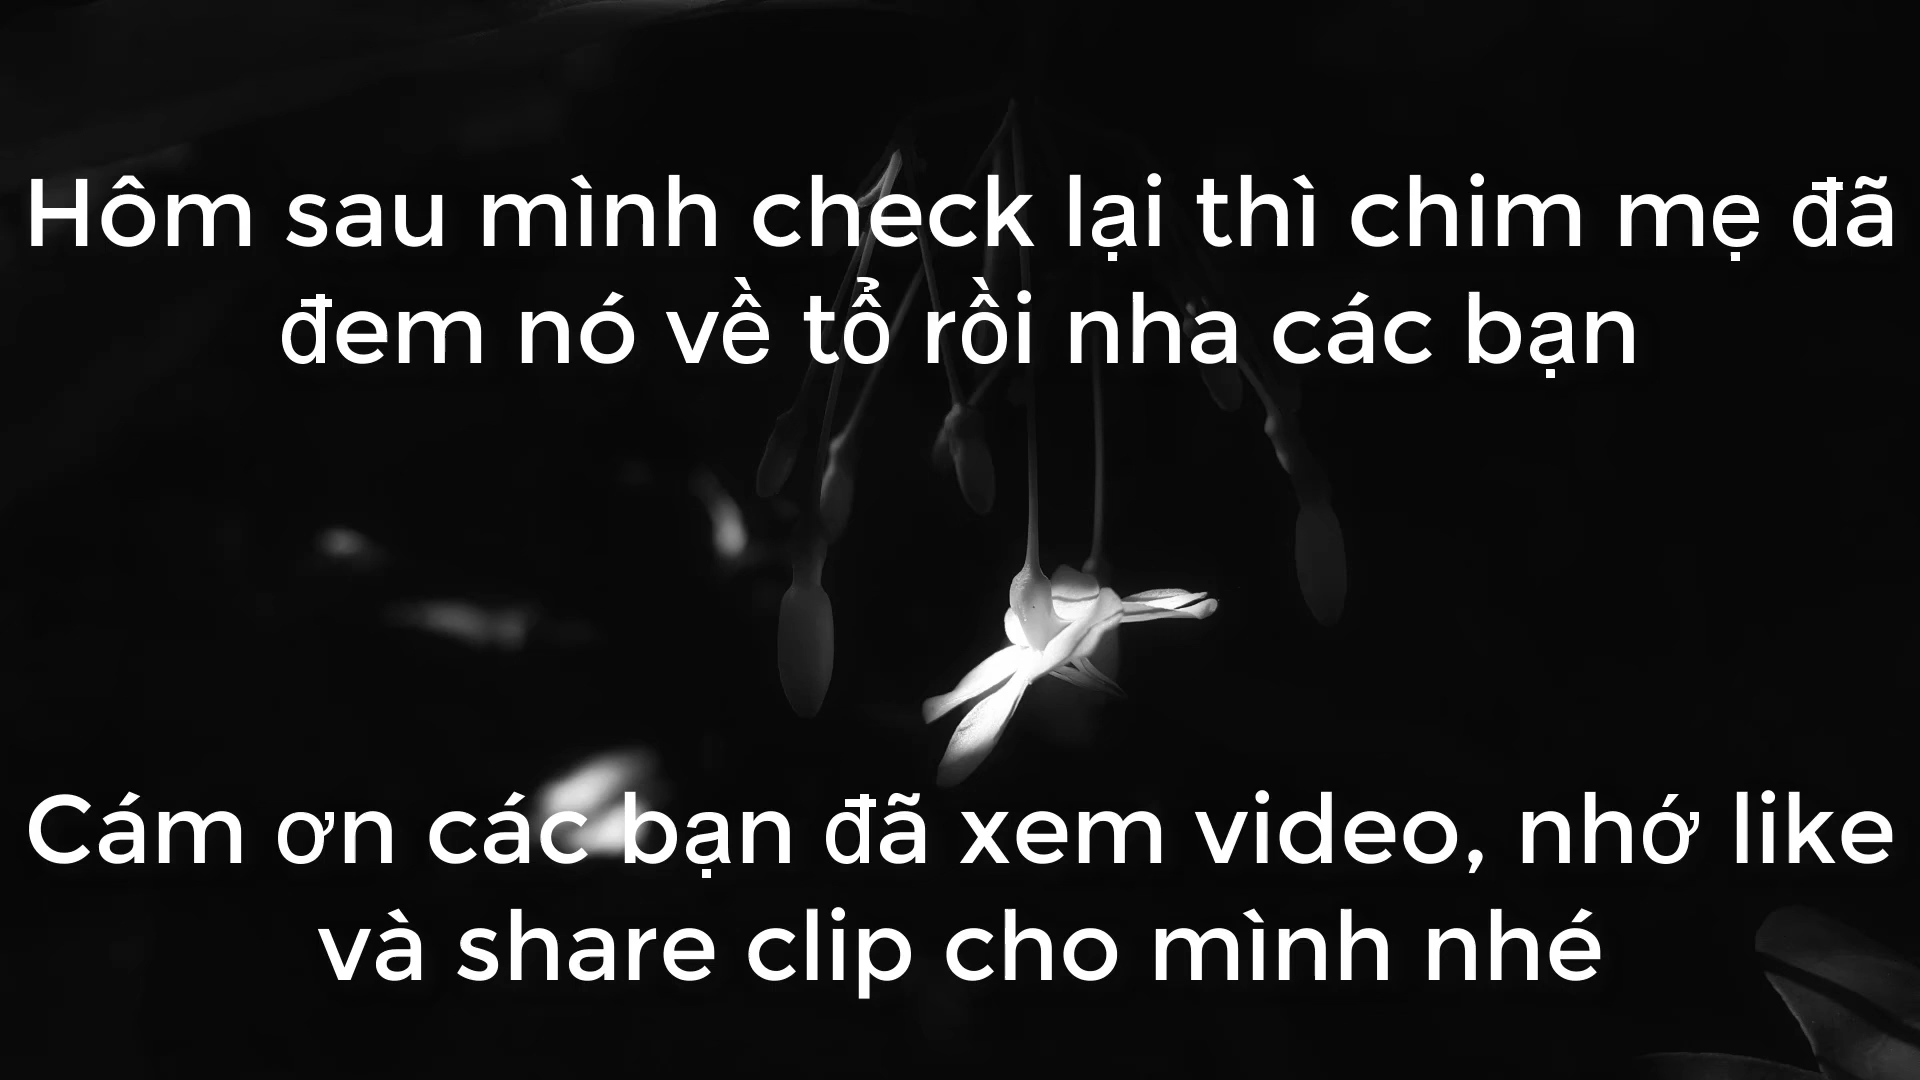 Hôm sau mình check lại thì chim mẹ đã
đem nó về tổ rồi nha các bạn
Cám ơn các bạn đã xem video, nhớ like
và share clip cho mình nhé